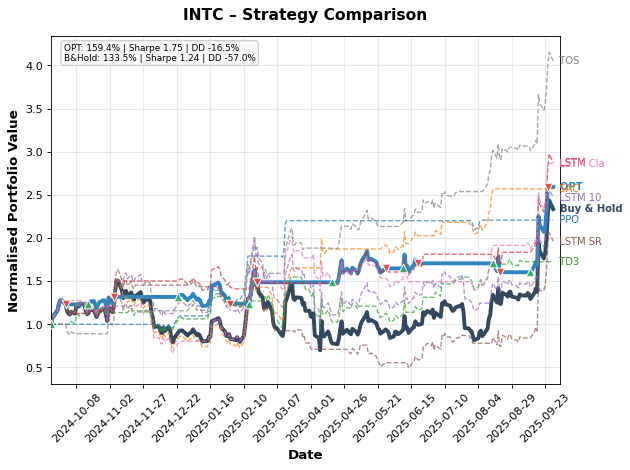 INTC – Strategy Comparison
OPT: 159.4% | Sharpe 1.75 | DD -16.5%
B&Hold: 133.5% | Sharpe 1.24 | DD -57.0%
Normalised Portfolio Value
4.0
3.5
3.0
2.5
2.0
1.5
1.0
0.5
TOS
LSTM Cla
OPT
LSTM 10
Buy & Hold
PPO
LSTM SR
TD3
2024-10-08
2024-11-02
2024-11-27
2024-12-22
2025-01-16
2025-02-10
2025-03-07
2025-04-01
2025-04-26
2025-05-21
2025-06-15
2025-07-10
2025-08-04
2025-08-29
2025-09-23
Date